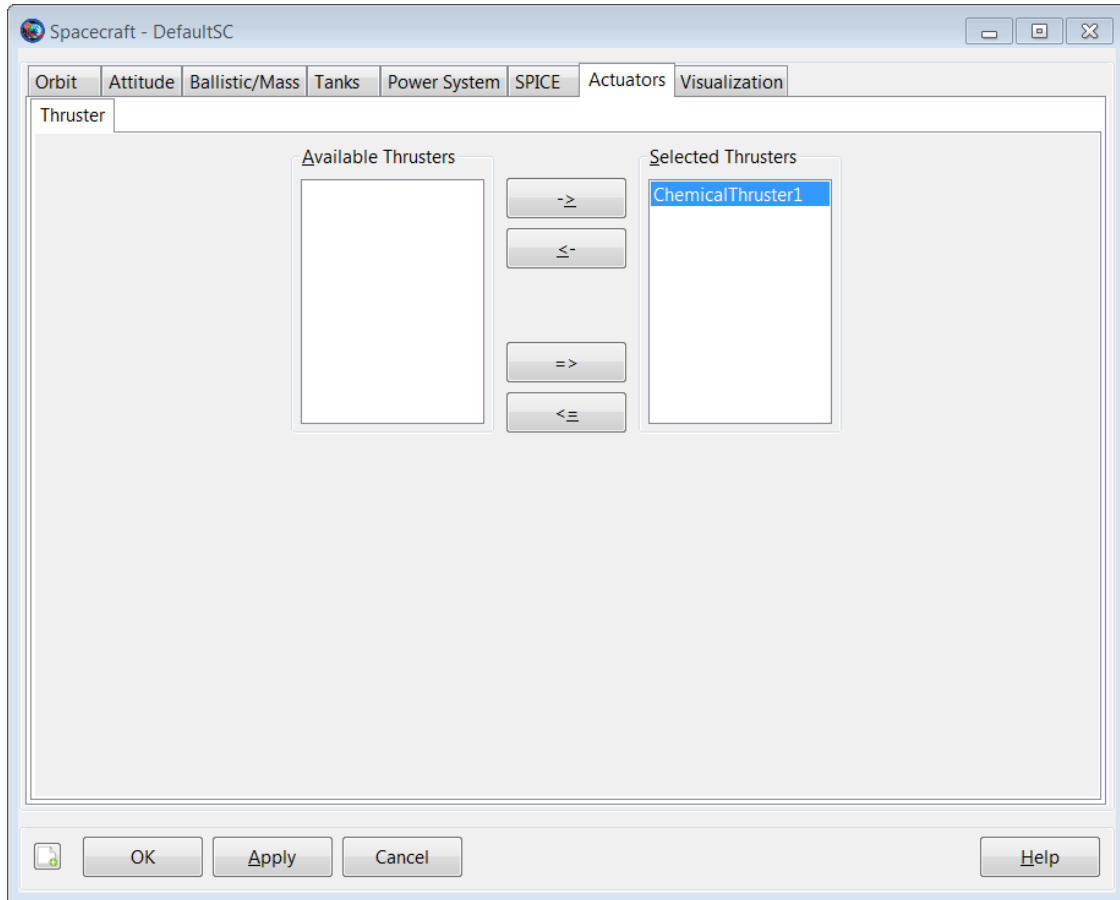 Spacecraft - DefaultSC
Orbit Attitude Ballistic/Mass Tanks Power System SPICE Actuators Visualization
Thruster
Available Thrusters Selected Thrusters
-> ChemicalThruster1
<-
=>
<=
OK Apply Cancel Help